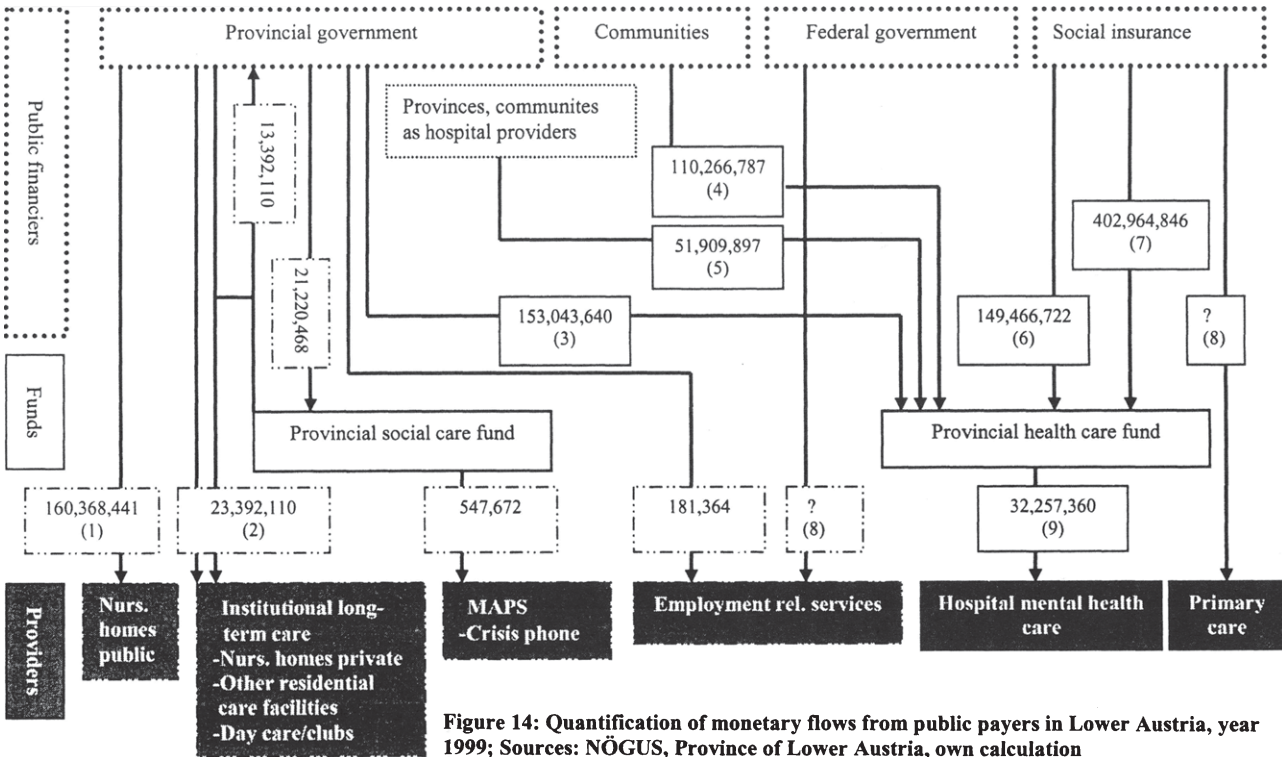 Provincial government
Communities
Federal government
Social insurance
Public financiers
Provinces, communites
as hospital providers
13,392,110
110,266,787
(4)
402,964,846
(7)
51,909,897
(5)
21,220,468
153,043,640
(3)
149,466,722
(6)
?
(8)
Funds
Provincial social care fund
Provincial health care fund
160,368,441
(1)
23,392,110
(2)
547,672
181,364
?
(8)
32,257,360
(9)
Providers
Nurs.
homes
public
Institutional long-
term care
-Nurs. homes private
-Other residential
care facilities
-Day care/clubs
MAPS
-Crisis phone
Employment rel. services
Hospital mental health
care
Primary
care
Figure 14: Quantification of monetary flows from public payers in Lower Austria, year
1999; Sources: NÖGUS, Province of Lower Austria, own calculation